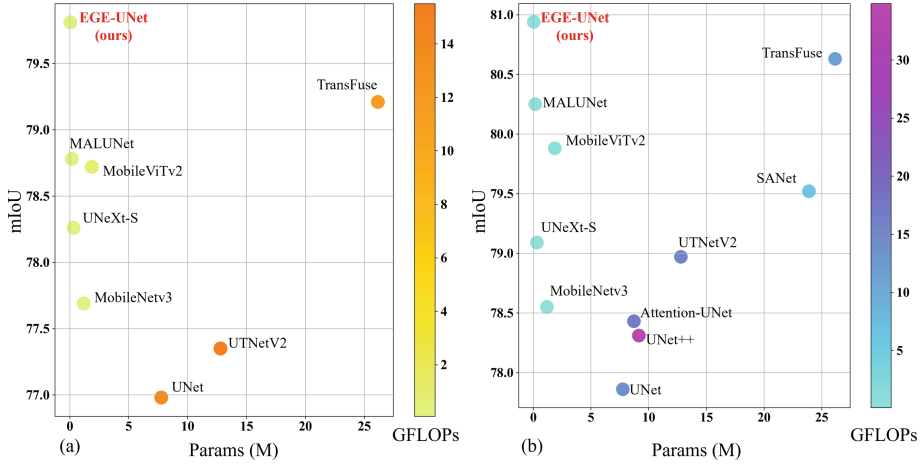 EGE-UNet
(ours)
TransFuse
MALUNet
MobileViTv2
UNeXt-S
MobileNetv3
UTNetV2
UNet
79.5
79.0
78.5
78.0
77.5
77.0
mIoU
0
5
10
15
20
25
(a)
Params (M)
14
12
10
8
6
4
2
GFLOPs
EGE-UNet
(ours)
TransFuse
MALUNet
MobileViTv2
SANet
UNeXt-S
UTNetV2
MobileNetv3
Attention-UNet
UNet++
UNet
81.0
80.5
80.0
79.5
79.0
78.5
78.0
mIoU
0
5
10
15
20
25
(b)
Params (M)
30
25
20
15
10
5
GFLOPs